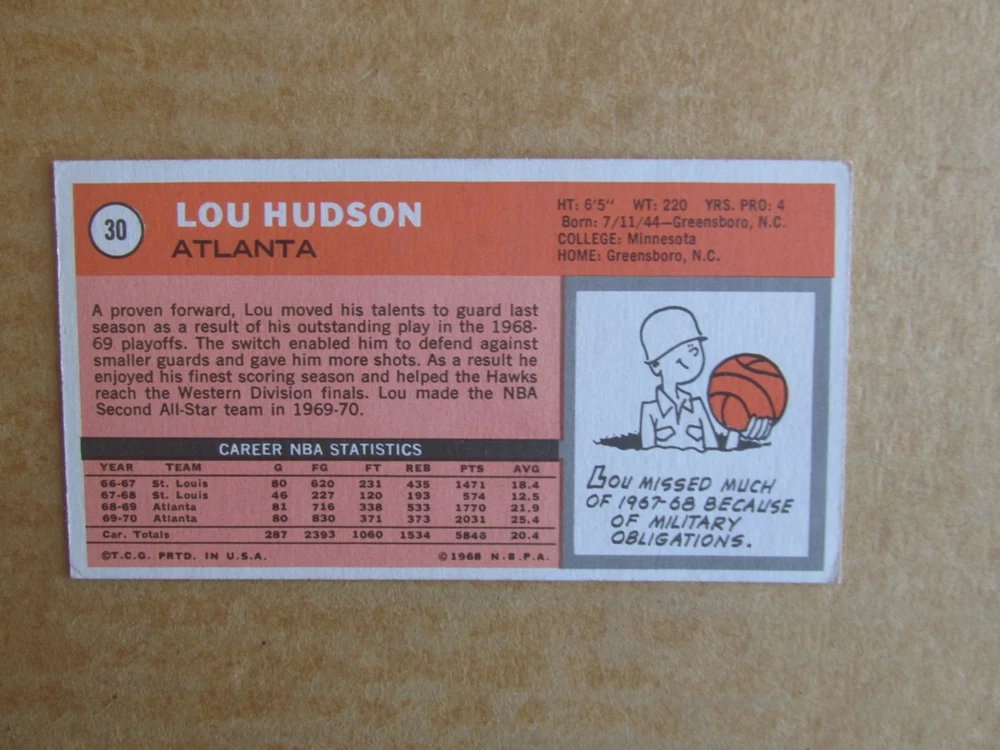 30
LOU HUDSON
ATLANTA
HT: 6'5" WT: 220 YRS. PRO: 4
Born: 7/11/44—Greensboro, N.C.
COLLEGE: Minnesota
HOME: Greensboro, N.C.
A proven forward, Lou moved his talents to guard last
season as a result of his outstanding play in the 1968-
69 playoffs. The switch enabled him to defend against
smaller guards and gave him more shots. As a result he
enjoyed his finest scoring season and helped the Hawks
reach the Western Division finals. Lou made the NBA
Second All-Star team in 1969-70.
CAREER NBA STATISTICS
YEAR TEAM G FG FT REB PTS AVG
66-67 St. Louis 80 620 231 435 1471 18.4
67-68 St. Louis 46 227 120 193 574 12.5
68-69 Atlanta 81 716 338 533 1770 21.9
69-70 Atlanta 80 830 371 373 2031 25.4
Car. Totals 287 2393 1060 1534 5846 20.4
©T.C.G. PRTD. IN U.S.A. ©1968 N.B.P.A.
LOU MISSED MUCH
OF 1967-68 BECAUSE
OF MILITARY
OBLIGATIONS.